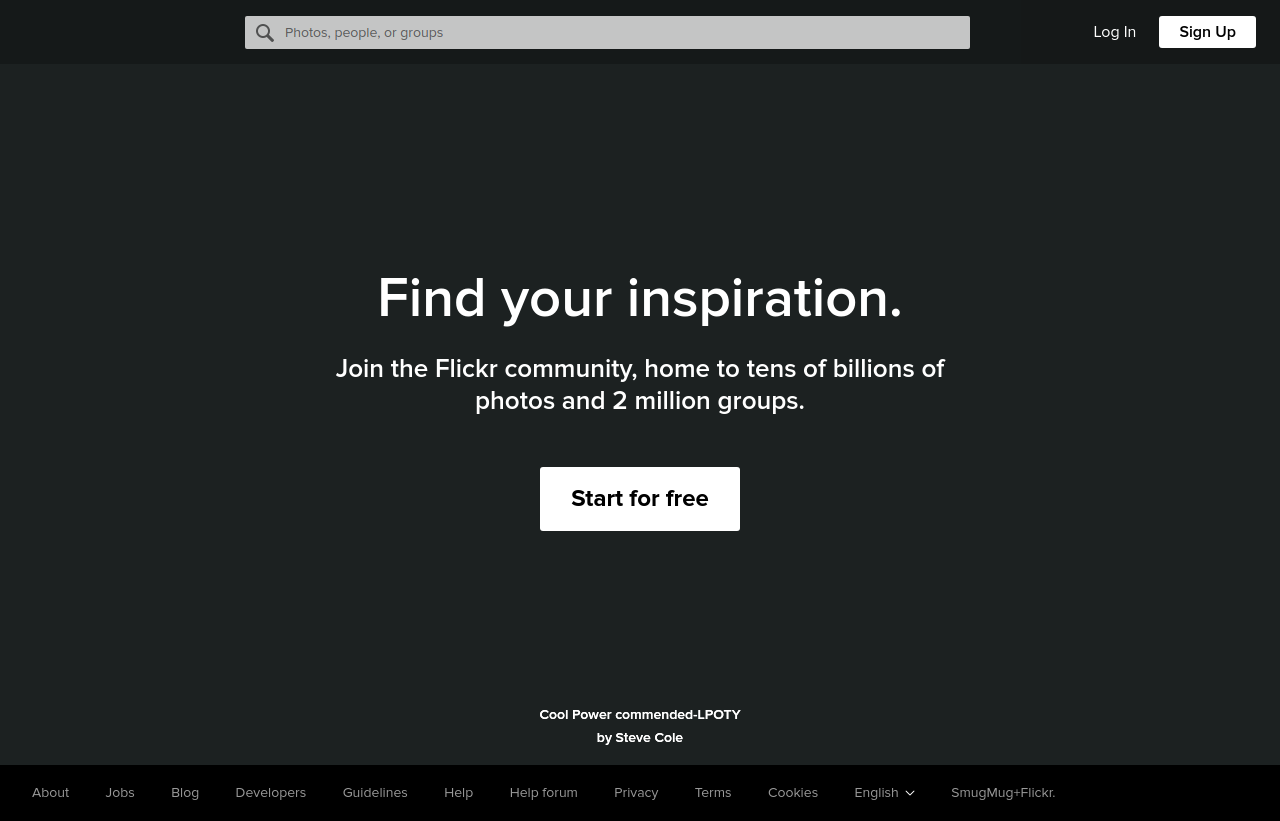 Photos, people, or groups
Log In
Sign Up
Find your inspiration.
Join the Flickr community, home to tens of billions of
photos and 2 million groups.
Start for free
Cool Power commended-LPOTY
by Steve Cole
About
Jobs
Blog
Developers
Guidelines
Help
Help forum
Privacy
Terms
Cookies
English
SmugMug+Flickr.